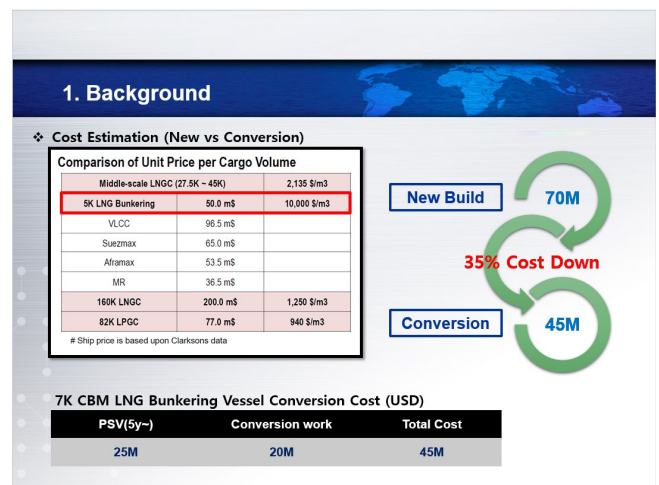 1. Background
❖ Cost Estimation (New vs Conversion)
Comparison of Unit Price per Cargo Volume
Middle-scale LNGC (27.5K ~ 45K) 2,135 $/m3
5K LNG Bunkering 50.0 m$ 10,000 $/m3
VLCC 96.5 m$
Suezmax 65.0 m$
Aframax 53.5 m$
MR 36.5 m$
160K LNGC 200.0 m$ 1,250 $/m3
82K LPGC 77.0 m$ 940 $/m3
# Ship price is based upon Clarksons data
New Build 70M
35% Cost Down
Conversion 45M
7K CBM LNG Bunkering Vessel Conversion Cost (USD)
PSV(5y~) Conversion work Total Cost
25M 20M 45M